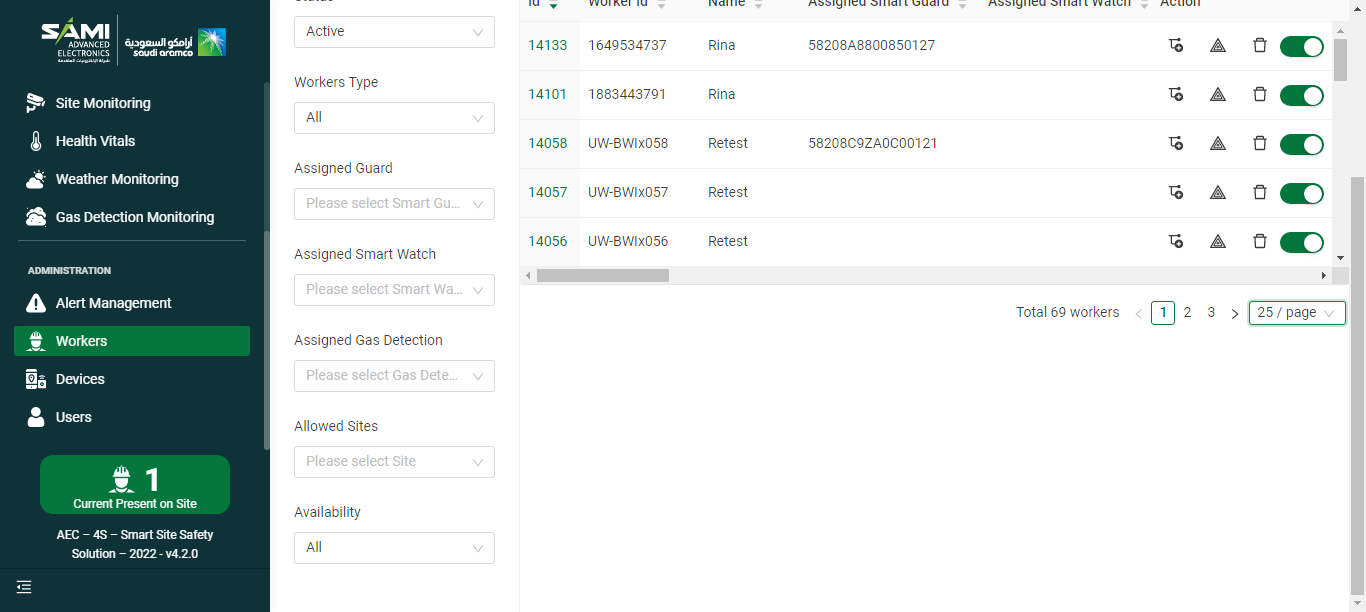 SAMI
ADVANCED
ELECTRONICS
شركة الإلكترونيات المتقدمة
أرامكو السعودية
saudi aramco
Site Monitoring
Health Vitals
Weather Monitoring
Gas Detection Monitoring
ADMINISTRATION
Alert Management
Workers
Devices
Users
1
Current Present on Site
AEC – 4S – Smart Site Safety
Solution – 2022 - v4.2.0
Status
Active
Workers Type
All
Assigned Guard
Please select Smart Gu...
Assigned Smart Watch
Please select Smart Wa...
Assigned Gas Detection
Please select Gas Dete...
Allowed Sites
Please select Site
Availability
All
Id Worker Id Name Assigned Smart Guard Assigned Smart Watch Action
14133 1649534737 Rina 58208A8800850127
14101 1883443791 Rina
14058 UW-BWIx058 Retest 58208C9ZA0C00121
14057 UW-BWIx057 Retest
14056 UW-BWIx056 Retest
Total 69 workers < 1 2 3 > 25 / page